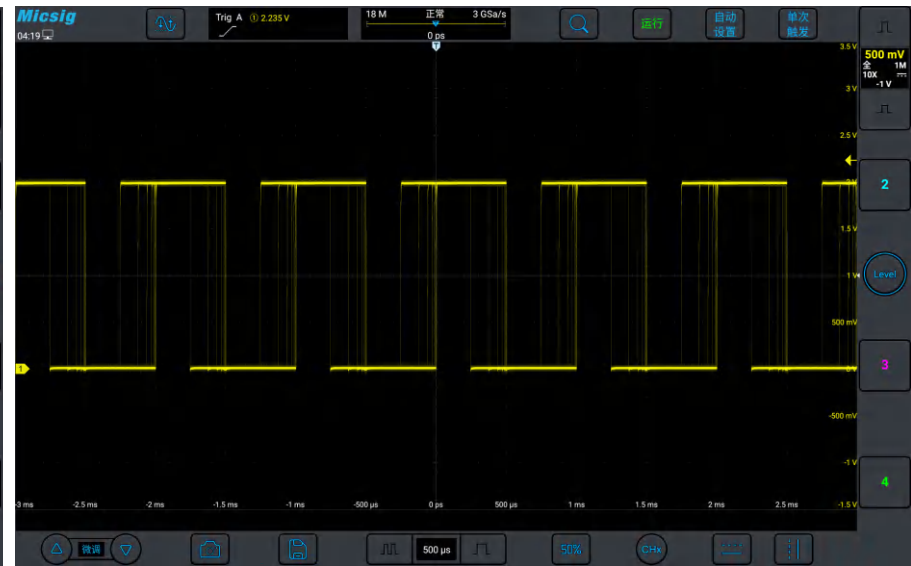 Micsig
04:19
Trig A ① 2.235 V
18 M 正常 3 GSa/s
0 ps
运行
自动
设置
单次
触发
T
500 mV
全 1M
10X
-1 V
3.5 V
3 V
2.5 V
1.5 V
1 V
500 mV
-500 mV
-1 V
-1.5 V
1
2
Level
3
4
-3 ms -2.5 ms -2 ms -1.5 ms -1 ms -500 µs 0 ps 500 µs 1 ms 1.5 ms 2 ms 2.5 ms
微调
500 µs
50%
CHx